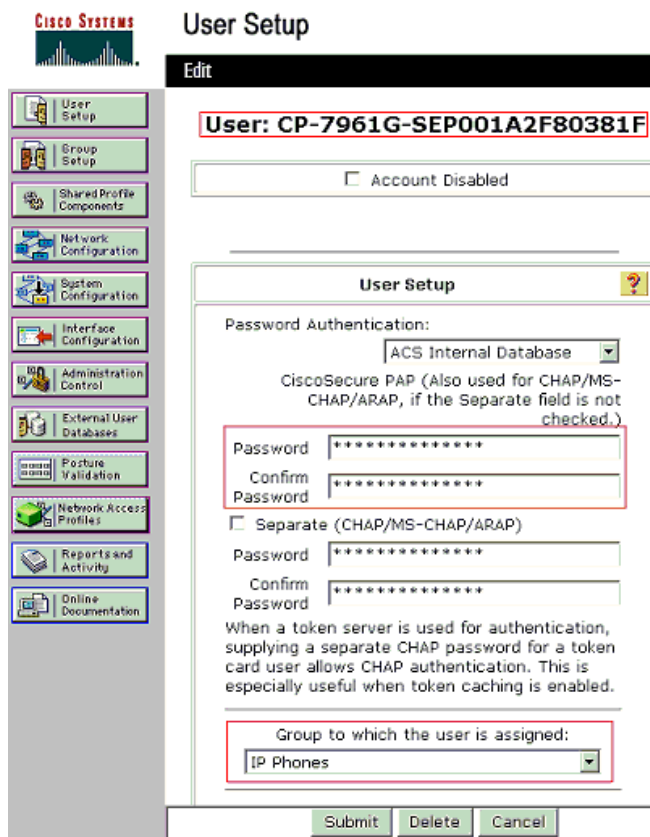 CISCO SYSTEMS
User Setup
Edit
User
Setup
Group
Setup
Shared Profile
Components
Network
Configuration
System
Configuration
Interface
Configuration
Administration
Control
External User
Databases
Posture
Validation
Network Access
Profiles
Reports and
Activity
Online
Documentation
User: CP-7961G-SEP001A2F80381F
Account Disabled
User Setup
?
Password Authentication:
ACS Internal Database
CiscoSecure PAP (Also used for CHAP/MS-
CHAP/ARAP, if the Separate field is not
checked.)
Password **************
Confirm
Password **************
Separate (CHAP/MS-CHAP/ARAP)
Password **************
Confirm
Password **************
When a token server is used for authentication,
supplying a separate CHAP password for a token
card user allows CHAP authentication. This is
especially useful when token caching is enabled.
Group to which the user is assigned:
IP Phones
Submit Delete Cancel